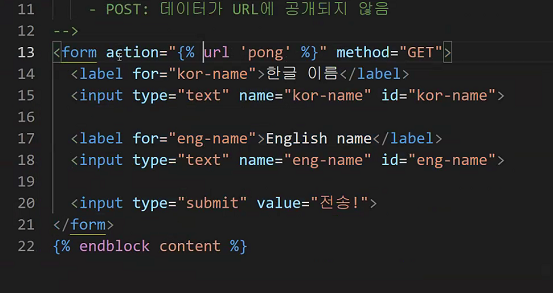 11 - POST: 데이터가 URL에 공개되지 않음
12 -->
13 <form action="{% url 'pong' %}" method="GET">
14 <label for="kor-name">한글 이름</label>
15 <input type="text" name="kor-name" id="kor-name">
16
17 <label for="eng-name">English name</label>
18 <input type="text" name="eng-name" id="eng-name">
19
20 <input type="submit" value="전송!">
21 </form>
22 {% endblock content %}